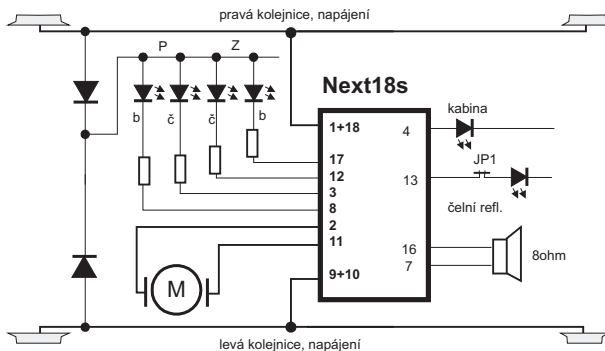 pravá kolejnice, napájení
P Z
Next18s
b č č b
kabina
1+18
4
JP1
17
12
3
8
13
čelní refl.
2
11
16
7
8ohm
9+10
M
levá kolejnice, napájení